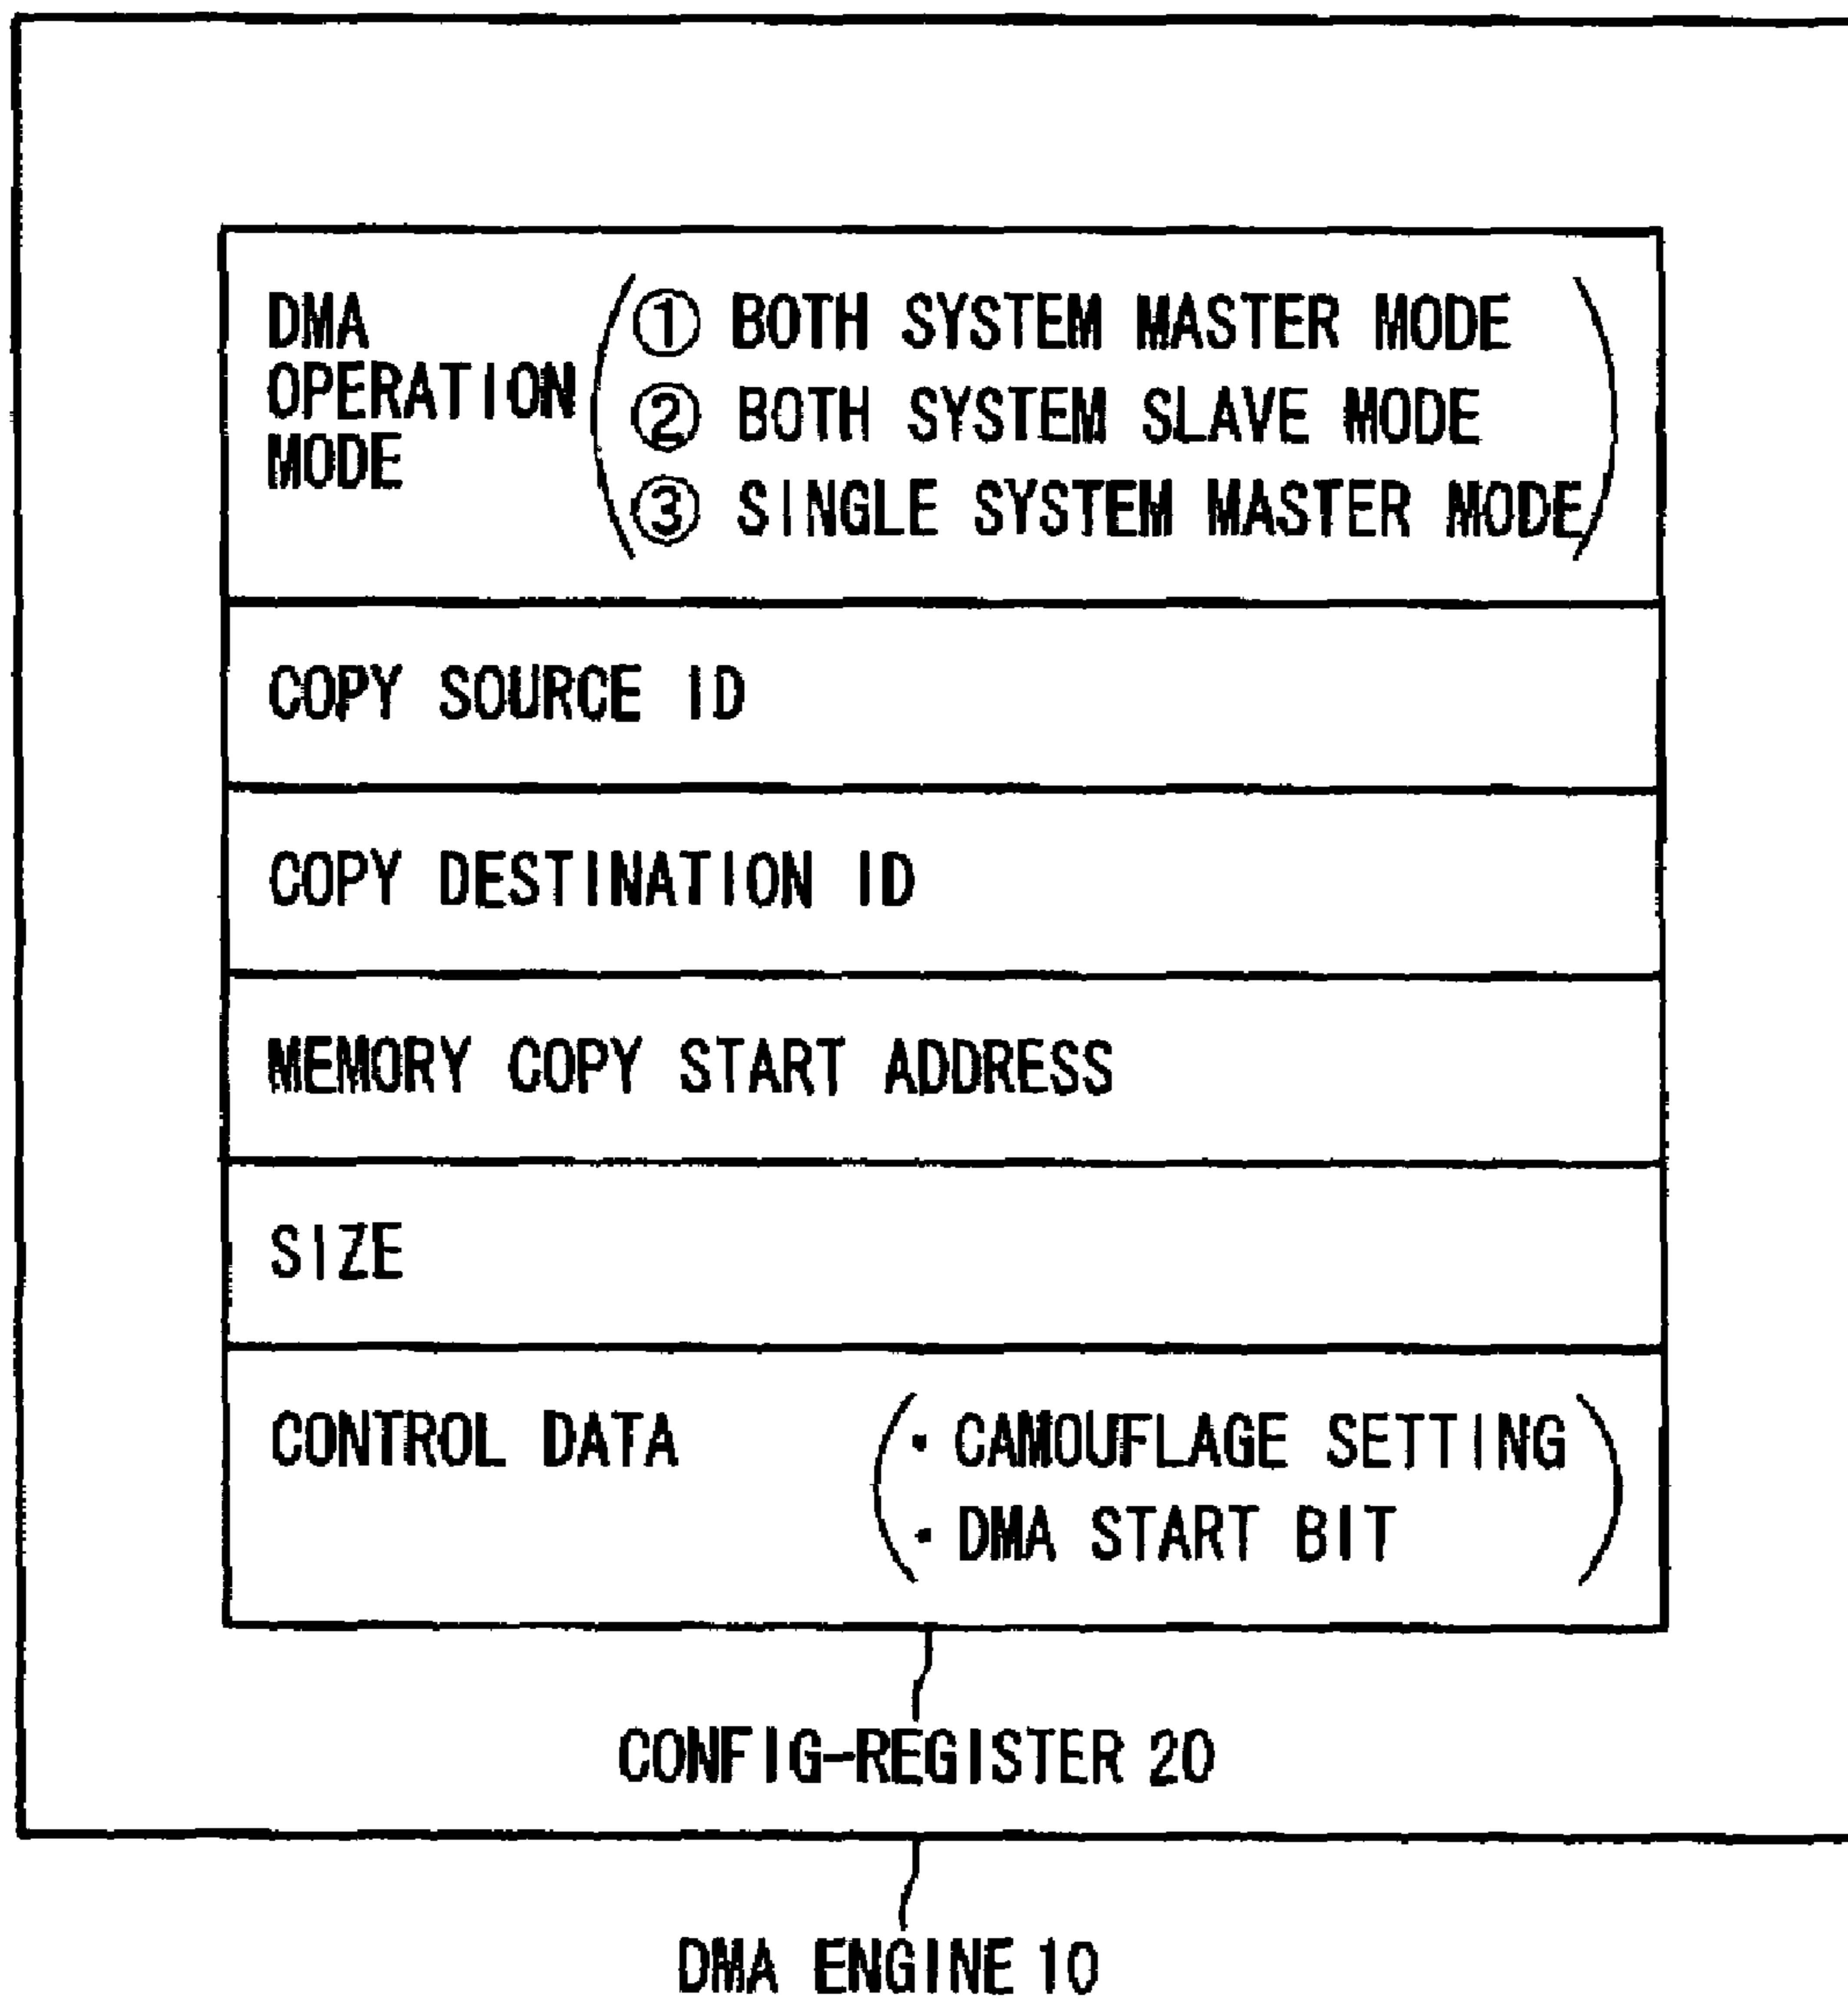 DMA
OPERATION
MODE
① BOTH SYSTEM MASTER MODE
② BOTH SYSTEM SLAVE MODE
③ SINGLE SYSTEM MASTER MODE
COPY SOURCE ID
COPY DESTINATION ID
MEMORY COPY START ADDRESS
SIZE
CONTROL DATA
· CAMOUFLAGE SETTING
· DMA START BIT
CONFIG-REGISTER 20
DMA ENGINE 10